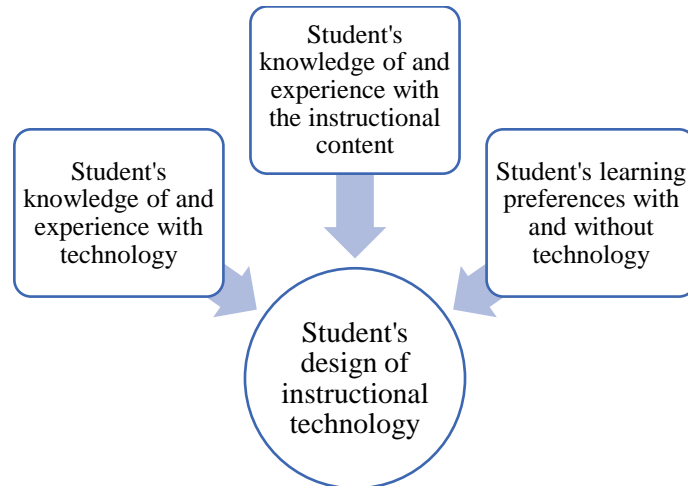 Student's
knowledge of and
experience with
the instructional
content
Student's
knowledge of and
experience with
technology
Student's learning
preferences with
and without
technology
Student's
design of
instructional
technology